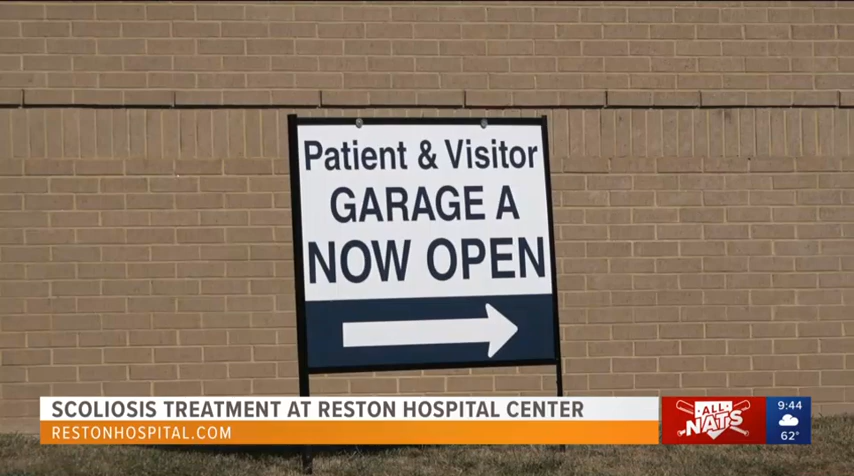 Patient & Visitor
GARAGE A
NOW OPEN
SCOLIOSIS TREATMENT AT RESTON HOSPITAL CENTER
RESTONHOSPITAL.COM
ALL
NATS
9:44
62°